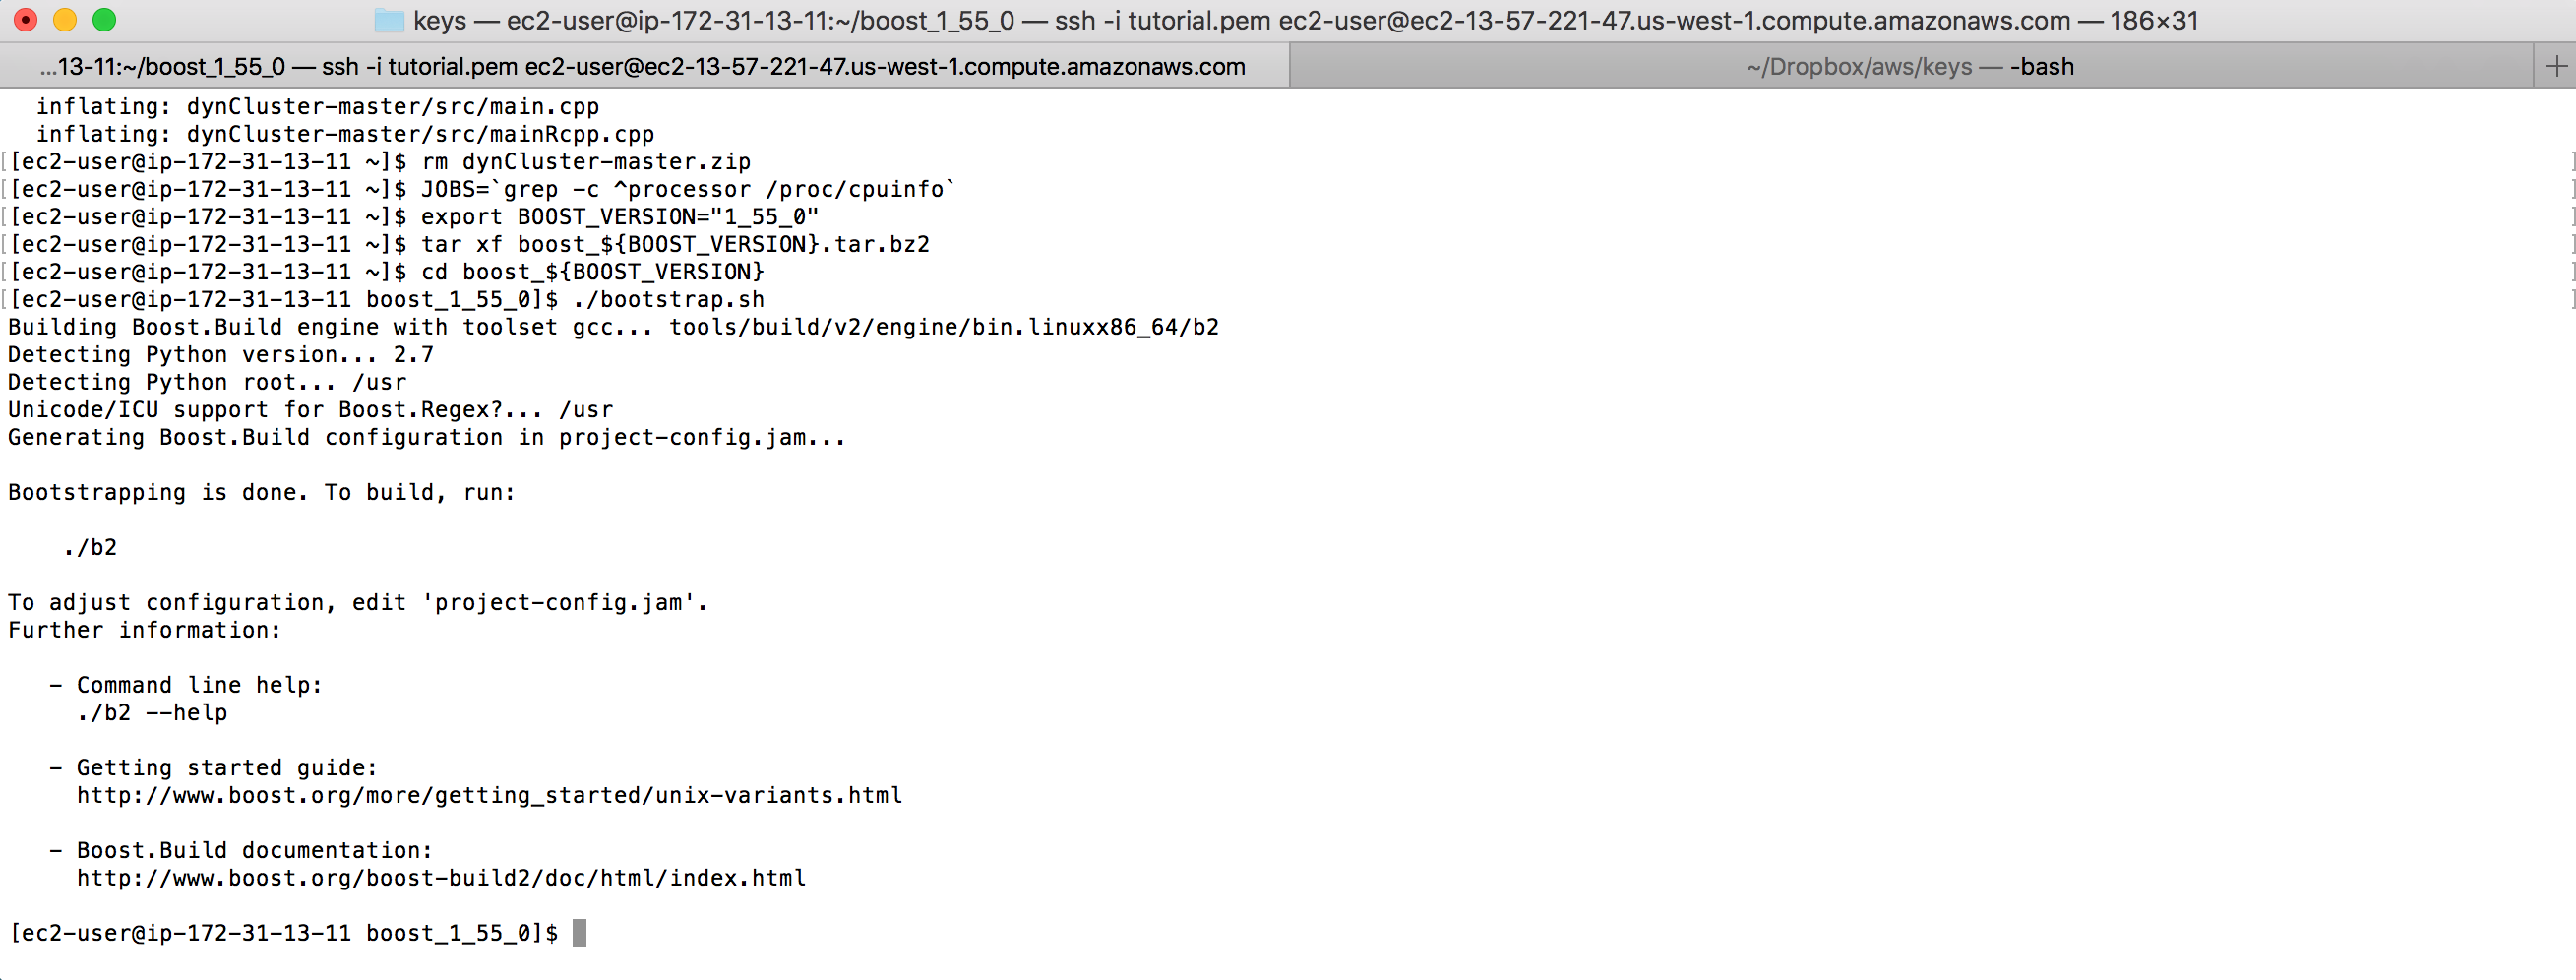 keys — ec2-user@ip-172-31-13-11:~/boost_1_55_0 — ssh -i tutorial.pem ec2-user@ec2-13-57-221-47.us-west-1.compute.amazonaws.com — 186×31
...13-11:~/boost_1_55_0 — ssh -i tutorial.pem ec2-user@ec2-13-57-221-47.us-west-1.compute.amazonaws.com
~/Dropbox/aws/keys — -bash
+
  inflating: dynCluster-master/src/main.cpp
  inflating: dynCluster-master/src/mainRcpp.cpp
[[ec2-user@ip-172-31-13-11 ~]$ rm dynCluster-master.zip ]
[[ec2-user@ip-172-31-13-11 ~]$ JOBS=`grep -c ^processor /proc/cpuinfo` ]
[[ec2-user@ip-172-31-13-11 ~]$ export BOOST_VERSION="1_55_0" ]
[[ec2-user@ip-172-31-13-11 ~]$ tar xf boost_${BOOST_VERSION}.tar.bz2 ]
[[ec2-user@ip-172-31-13-11 ~]$ cd boost_${BOOST_VERSION} ]
[[ec2-user@ip-172-31-13-11 boost_1_55_0]$ ./bootstrap.sh ]
Building Boost.Build engine with toolset gcc... tools/build/v2/engine/bin.linuxx86_64/b2
Detecting Python version... 2.7
Detecting Python root... /usr
Unicode/ICU support for Boost.Regex?... /usr
Generating Boost.Build configuration in project-config.jam...
Bootstrapping is done. To build, run:
    ./b2
To adjust configuration, edit 'project-config.jam'.
Further information:
   - Command line help:
     ./b2 --help
   - Getting started guide:
     http://www.boost.org/more/getting_started/unix-variants.html
   - Boost.Build documentation:
     http://www.boost.org/boost-build2/doc/html/index.html
[ec2-user@ip-172-31-13-11 boost_1_55_0]$